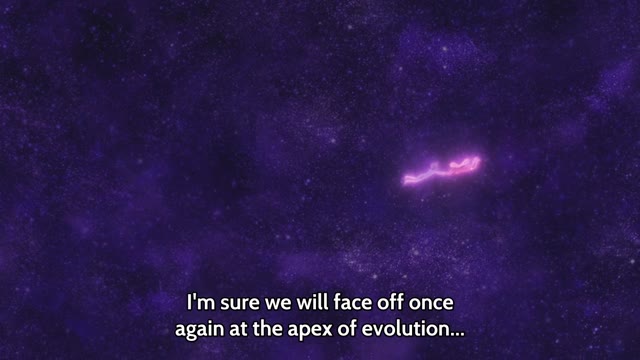 I'm sure we will face off once
again at the apex of evolution...